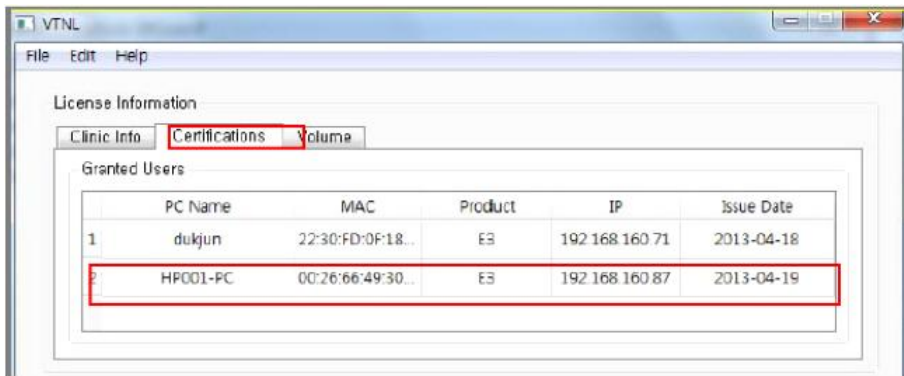 VTNL
File Edit Help
License Information
Clinic Info Certifications Volume
Granted Users
PC Name MAC Product IP Issue Date
1 dukjun 22:30:FD:0F:18... E3 192.168.160.71 2013-04-18
2 HP001-PC 00:26:66:49:30... E3 192.168.160.87 2013-04-19